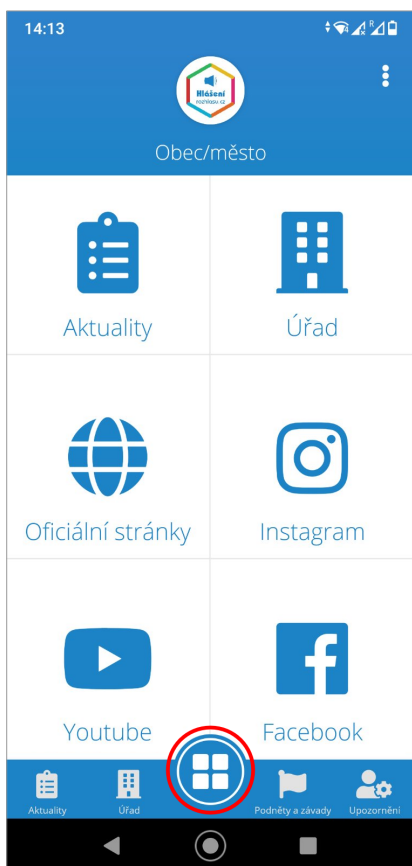 14:13
R
Hlášení
rozhlasu.cz
Obec/město
Aktuality
Úřad
Oficiální stránky
Instagram
Youtube
Facebook
Aktuality
Úřad
Podněty a závady
Upozornění